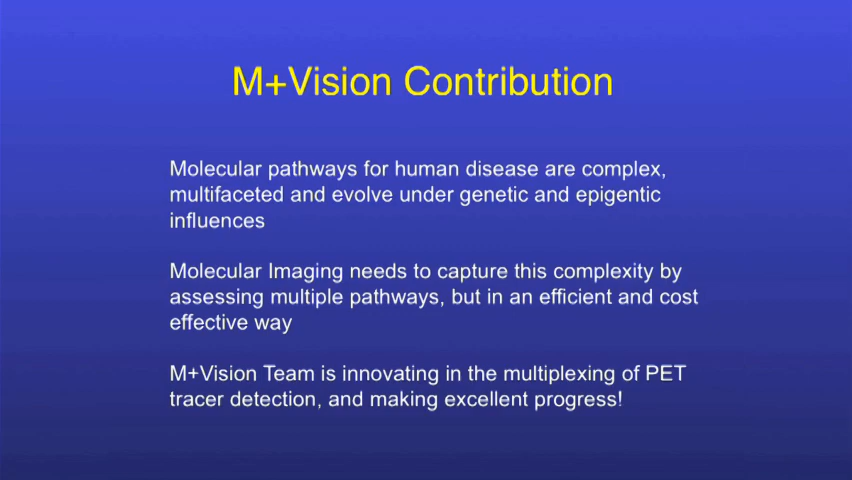 M+Vision Contribution
Molecular pathways for human disease are complex,
multifaceted and evolve under genetic and epigentic
influences
Molecular Imaging needs to capture this complexity by
assessing multiple pathways, but in an efficient and cost
effective way
M+Vision Team is innovating in the multiplexing of PET
tracer detection, and making excellent progress!